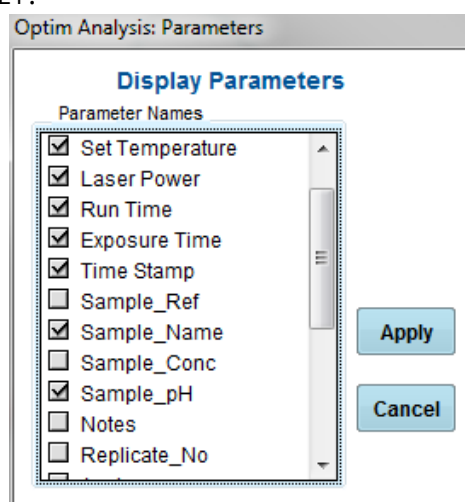 Optim Analysis: Parameters
Display Parameters
Parameter Names
Set Temperature
Laser Power
Run Time
Exposure Time
Time Stamp
Sample_Ref
Sample_Name
Apply
Sample_Conc
Sample_pH
Cancel
Notes
Replicate_No